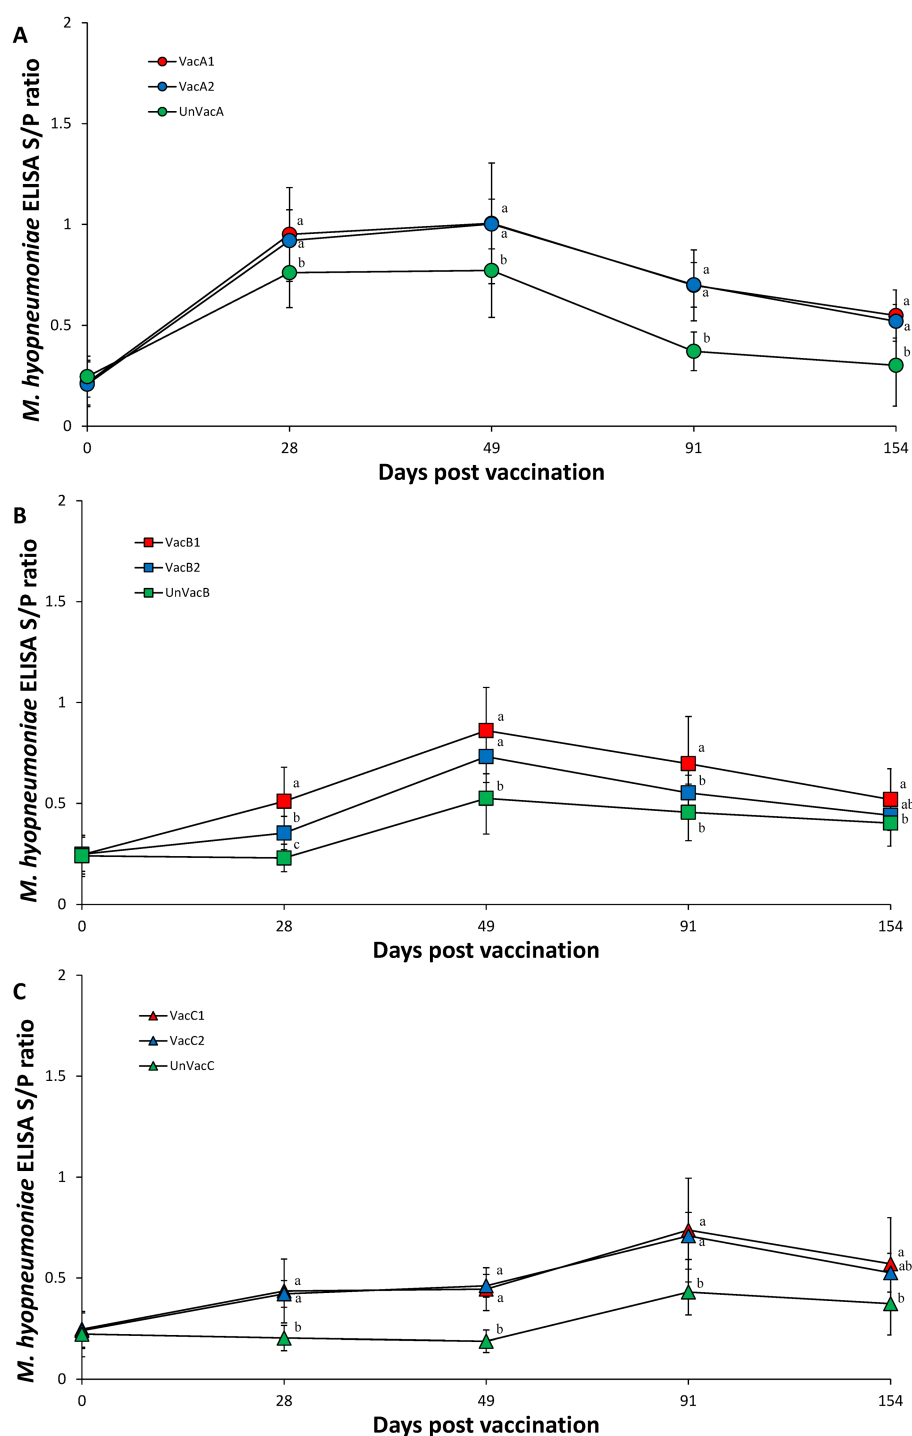 A
M. hyopneumoniae ELISA S/P ratio
2
1.5
1
0.5
0
VacA1
VacA2
UnVacA
a
a
b
a
a
b
a
a
b
a
a
b
0 28 49 91 154
Days post vaccination
B
M. hyopneumoniae ELISA S/P ratio
2
1.5
1
0.5
0
VacB1
VacB2
UnVacB
a
b
c
a
a
b
a
b
b
a
ab
b
0 28 49 91 154
Days post vaccination
C
M. hyopneumoniae ELISA S/P ratio
2
1.5
1
0.5
0
VacC1
VacC2
UnVacC
a
a
b
a
a
b
a
a
b
a
ab
b
0 28 49 91 154
Days post vaccination